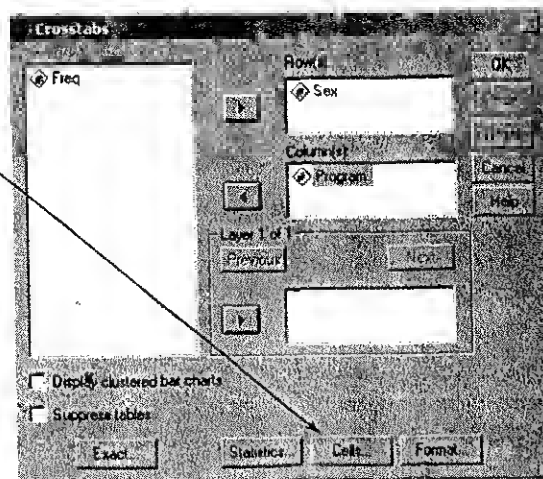 Crosstabs
Freq
Row(s)
Sex
OK
Column(s)
Program
Cancel
Help
Layer 1 of 1
Previous
Next
Display clustered bar charts
Suppress tables
Exact...
Statistics...
Cells...
Format...